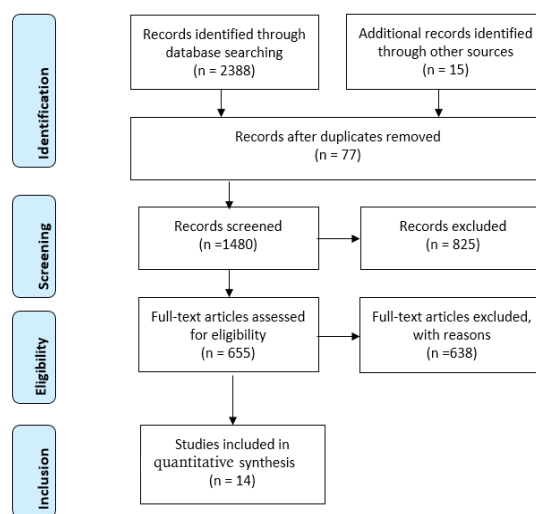 Identification
Records identified through
database searching
(n = 2388)
Additional records identified
through other sources
(n = 15)
Records after duplicates removed
(n = 77)
Screening
Records screened
(n =1480)
Records excluded
(n = 825)
Eligibility
Full-text articles assessed
for eligibility
(n = 655)
Full-text articles excluded,
with reasons
(n =638)
Inclusion
Studies included in
quantitative synthesis
(n = 14)